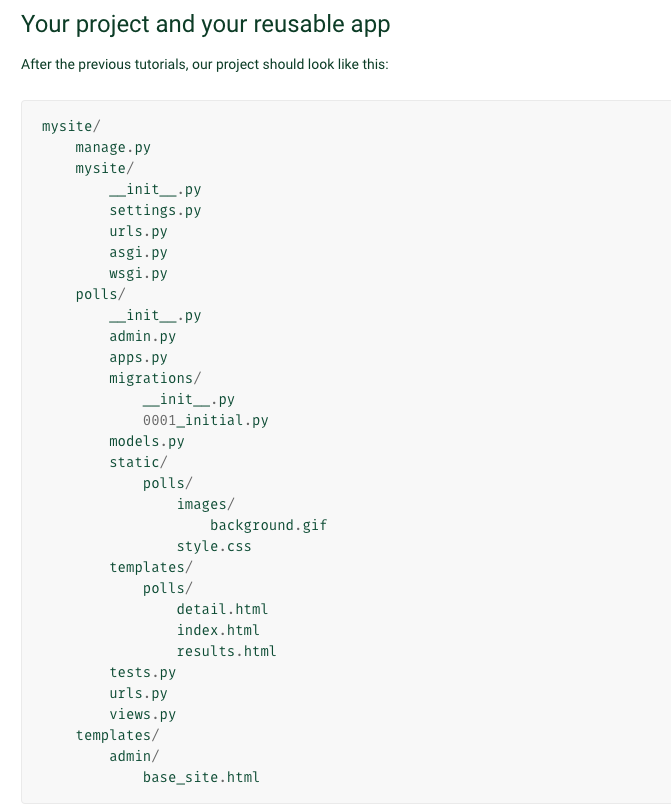 Your project and your reusable app
After the previous tutorials, our project should look like this:
mysite/
    manage.py
    mysite/
        __init__.py
        settings.py
        urls.py
        asgi.py
        wsgi.py
    polls/
        __init__.py
        admin.py
        apps.py
        migrations/
            __init__.py
            0001_initial.py
        models.py
        static/
            polls/
                images/
                    background.gif
                style.css
        templates/
            polls/
                detail.html
                index.html
                results.html
        tests.py
        urls.py
        views.py
    templates/
        admin/
            base_site.html